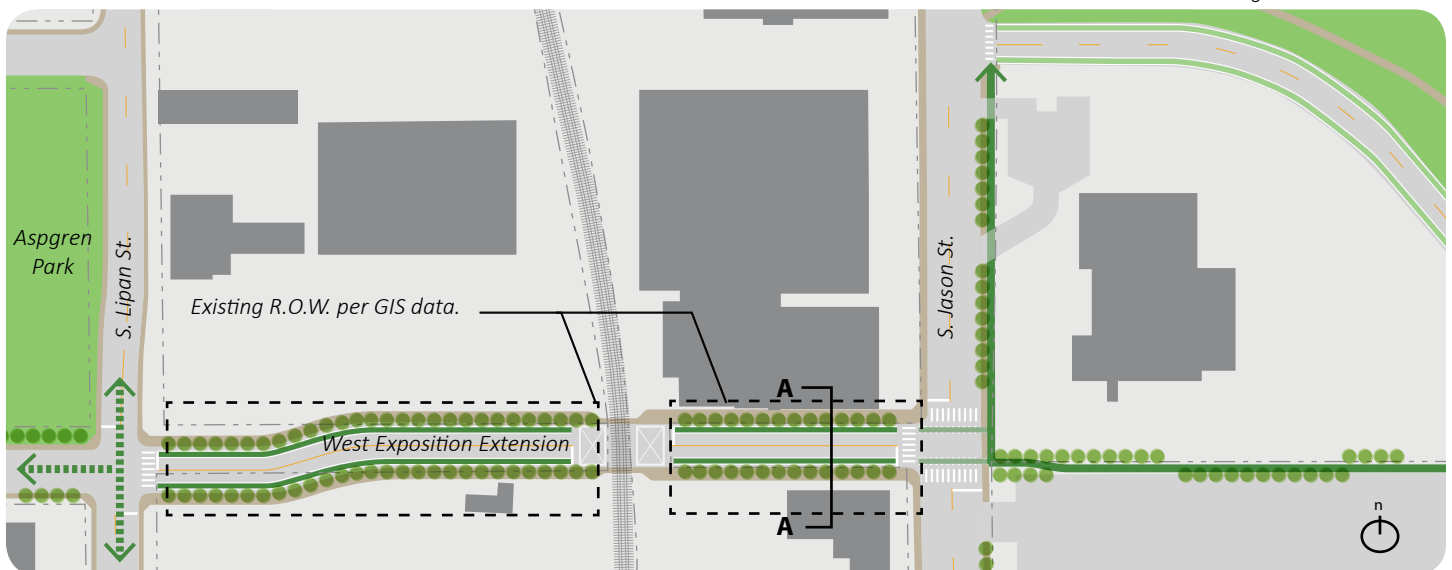 Aspgren
Park
S. Lipan St.
Existing R.O.W. per GIS data.
S. Jason St.
A
West Exposition Extension
A
n